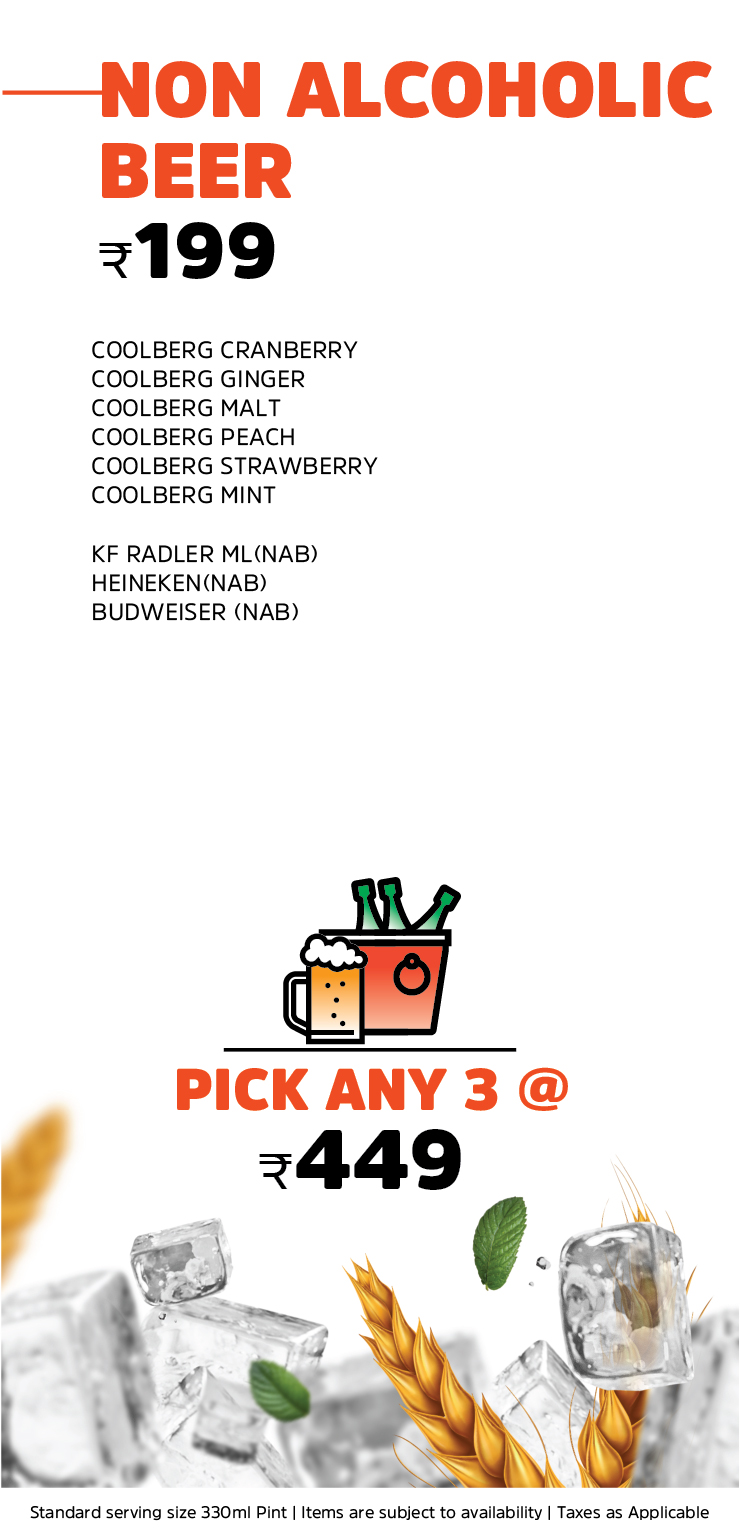 NON ALCOHOLIC
BEER
₹199
COOLBERG CRANBERRY
COOLBERG GINGER
COOLBERG MALT
COOLBERG PEACH
COOLBERG STRAWBERRY
COOLBERG MINT
KF RADLER ML(NAB)
HEINEKEN(NAB)
BUDWEISER (NAB)
PICK ANY 3 @
₹449
Standard serving size 330ml Pint | Items are subject to availability | Taxes as Applicable